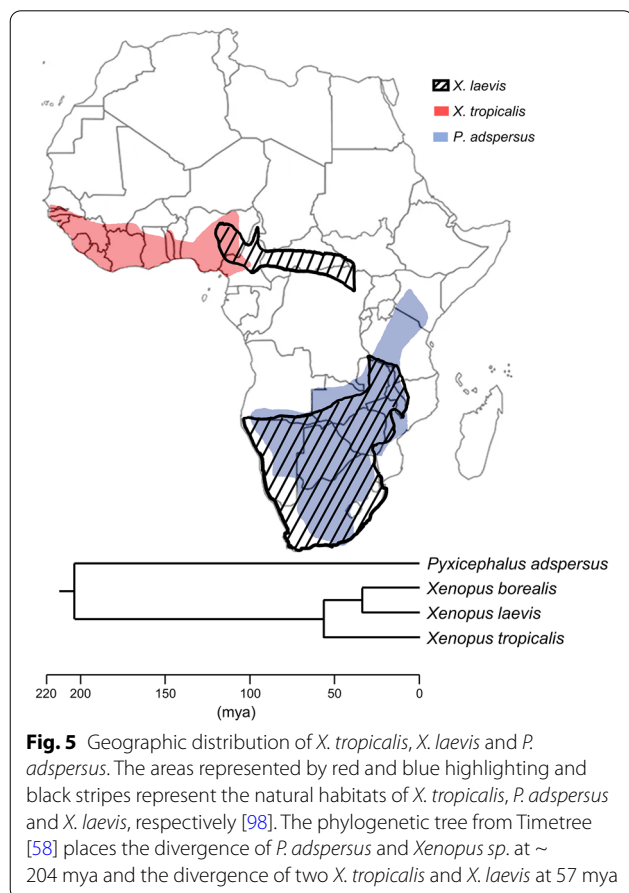 X. laevis
X. tropicalis
P. adspersus
Pyxicephalus adspersus
Xenopus borealis
Xenopus laevis
Xenopus tropicalis
220 200 150 100 50 0
(mya)
Fig. 5 Geographic distribution of X. tropicalis, X. laevis and P.
adspersus. The areas represented by red and blue highlighting and
black stripes represent the natural habitats of X. tropicalis, P. adspersus
and X. laevis, respectively [98]. The phylogenetic tree from Timetree
[58] places the divergence of P. adspersus and Xenopus sp. at ~
204 mya and the divergence of two X. tropicalis and X. laevis at 57 mya